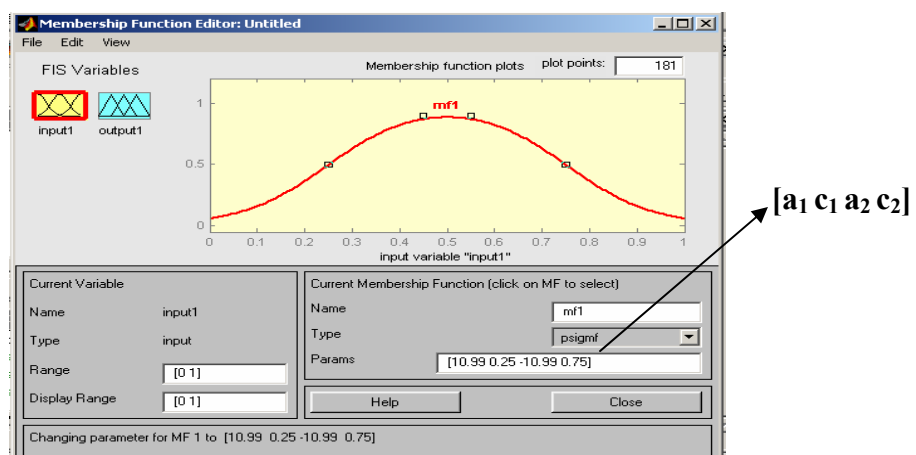 Membership Function Editor: Untitled
File Edit View
FIS Variables
input1 output1
Membership function plots plot points: 181
mf1
1
0.5
0
0 0.1 0.2 0.3 0.4 0.5 0.6 0.7 0.8 0.9 1
input variable "input1"
[a₁ c₁ a₂ c₂]
Current Variable
Name input1
Type input
Range [0 1]
Display Range [0 1]
Current Membership Function (click on MF to select)
Name mf1
Type psigmf
Params [10.99 0.25 -10.99 0.75]
Help Close
Changing parameter for MF 1 to [10.99 0.25 -10.99 0.75]